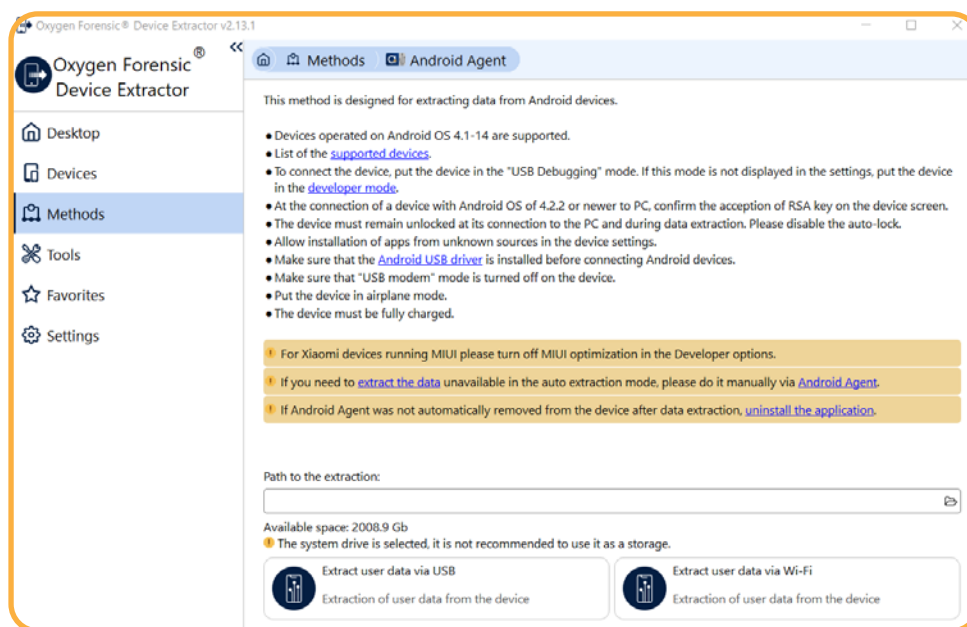 Oxygen Forensic® Device Extractor v2.13.1
Oxygen Forensic®
Device Extractor
Desktop
Devices
Methods
Tools
Favorites
Settings
Methods
Android Agent
This method is designed for extracting data from Android devices.
● Devices operated on Android OS 4.1-14 are supported.
● List of the supported devices.
● To connect the device, put the device in the "USB Debugging" mode. If this mode is not displayed in the settings, put the device
in the developer mode.
● At the connection of a device with Android OS of 4.2.2 or newer to PC, confirm the acception of RSA key on the device screen.
● The device must remain unlocked at its connection to the PC and during data extraction. Please disable the auto-lock.
● Allow installation of apps from unknown sources in the device settings.
● Make sure that the Android USB driver is installed before connecting Android devices.
● Make sure that "USB modem" mode is turned off on the device.
● Put the device in airplane mode.
● The device must be fully charged.
For Xiaomi devices running MIUI please turn off MIUI optimization in the Developer options.
If you need to extract the data unavailable in the auto extraction mode, please do it manually via Android Agent.
If Android Agent was not automatically removed from the device after data extraction, uninstall the application.
Path to the extraction:
Available space: 2008.9 Gb
The system drive is selected, it is not recommended to use it as a storage.
Extract user data via USB
Extraction of user data from the device
Extract user data via Wi-Fi
Extraction of user data from the device